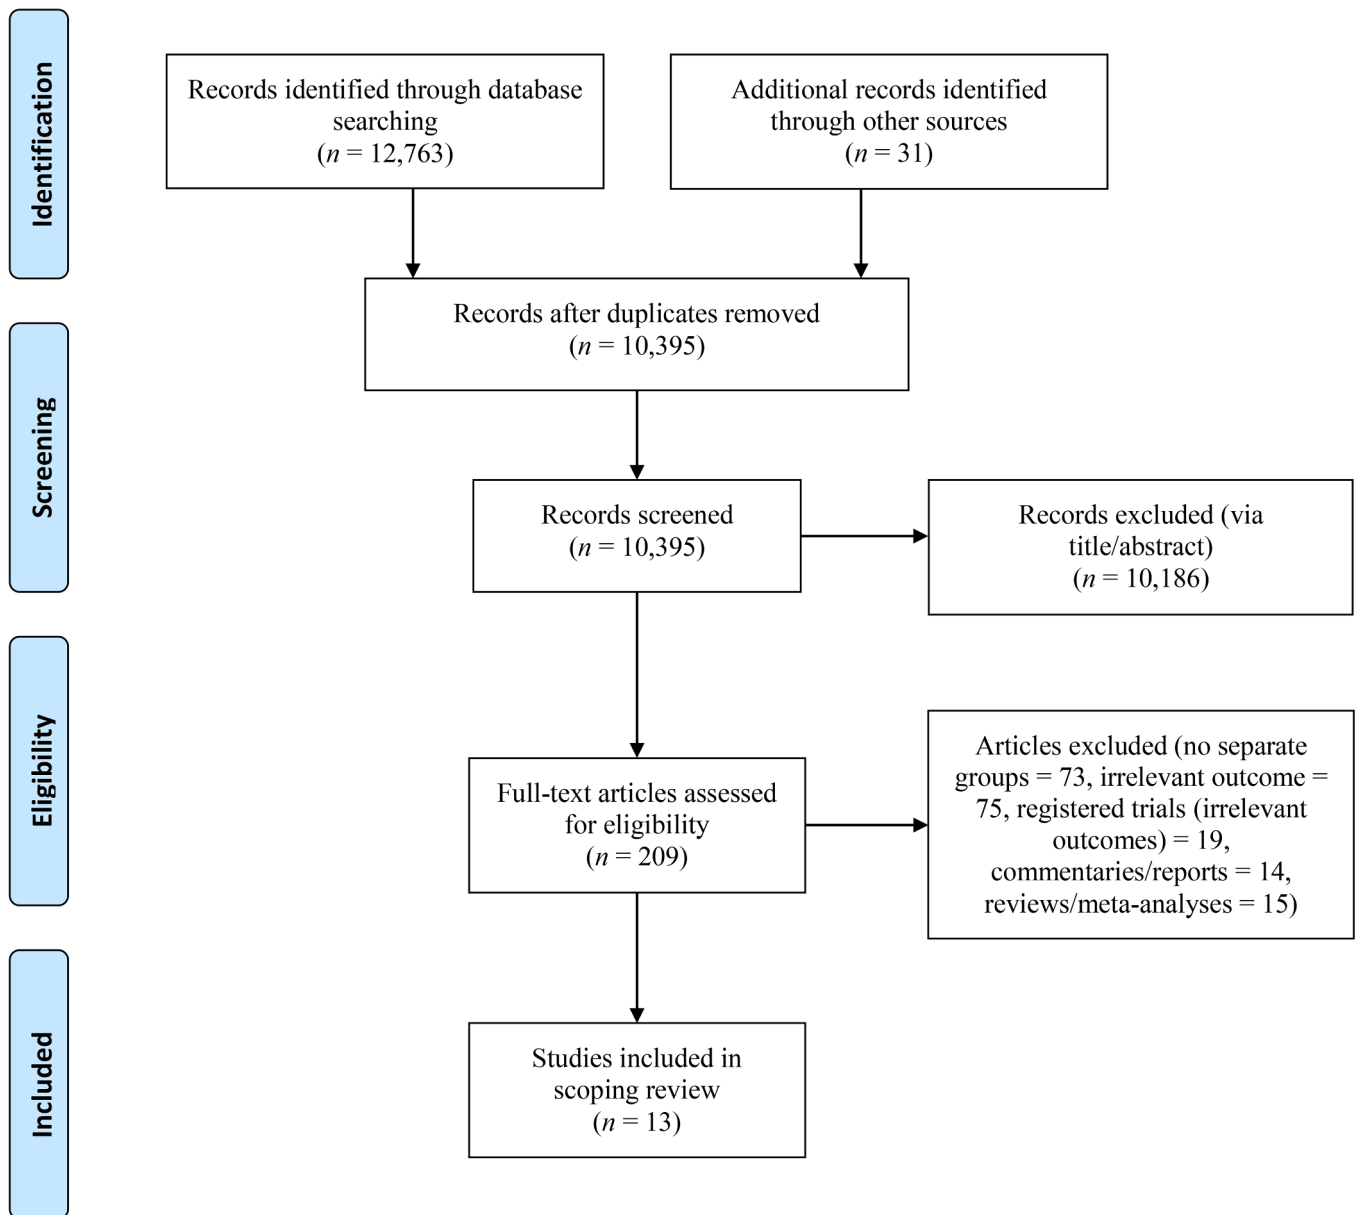 Identification
Records identified through database
searching
(n = 12,763)
Additional records identified
through other sources
(n = 31)
Records after duplicates removed
(n = 10,395)
Screening
Records screened
(n = 10,395)
Records excluded (via
title/abstract)
(n = 10,186)
Eligibility
Full-text articles assessed
for eligibility
(n = 209)
Articles excluded (no separate
groups = 73, irrelevant outcome =
75, registered trials (irrelevant
outcomes) = 19,
commentaries/reports = 14,
reviews/meta-analyses = 15)
Included
Studies included in
scoping review
(n = 13)